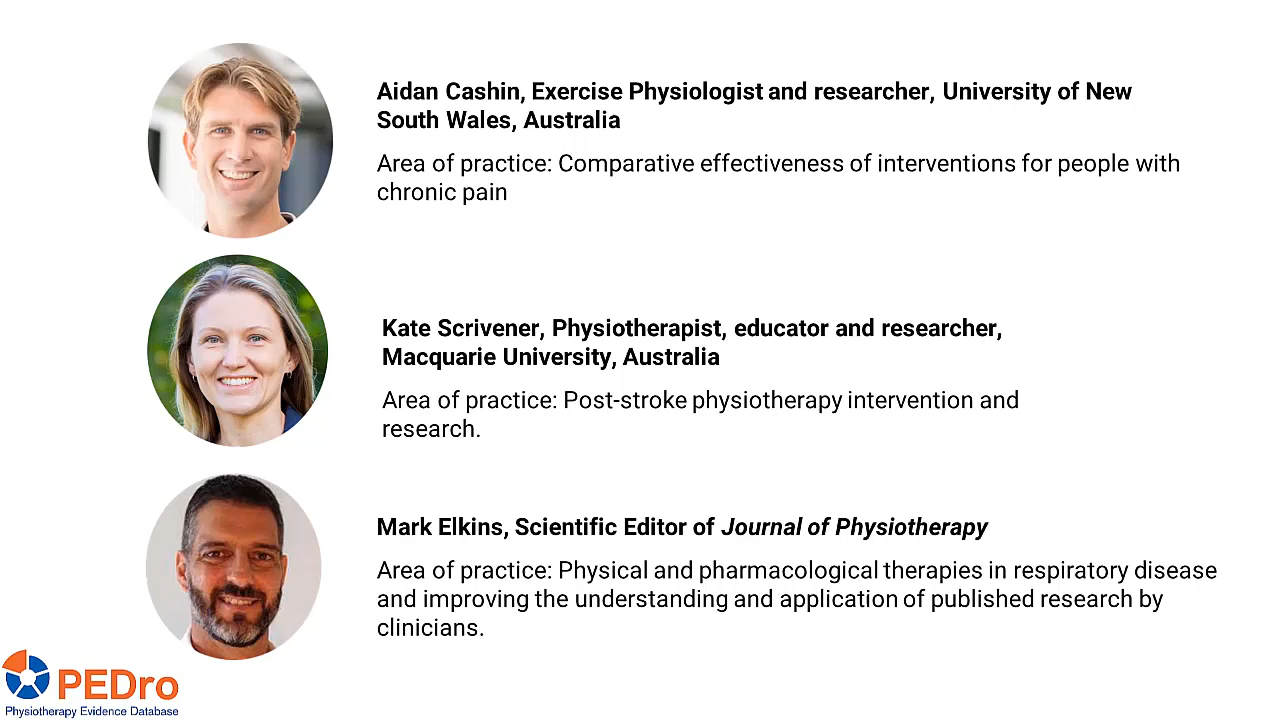 Aidan Cashin, Exercise Physiologist and researcher, University of New
South Wales, Australia
Area of practice: Comparative effectiveness of interventions for people with
chronic pain
Kate Scrivener, Physiotherapist, educator and researcher,
Macquarie University, Australia
Area of practice: Post-stroke physiotherapy intervention and
research.
Mark Elkins, Scientific Editor of Journal of Physiotherapy
Area of practice: Physical and pharmacological therapies in respiratory disease
and improving the understanding and application of published research by
clinicians.
PEDro
Physiotherapy Evidence Database